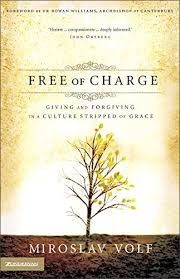 FOREWORD BY DR ROWAN WILLIAMS, ARCHBISHOP OF CANTERBURY
"honest... compassionate... deeply informed."
JOHN ORTBERG
FREE OF CHARGE
GIVING AND FORGIVING
IN A CULTURE STRIPPED OF GRACE
ZONDERVAN
MIROSLAV VOLF